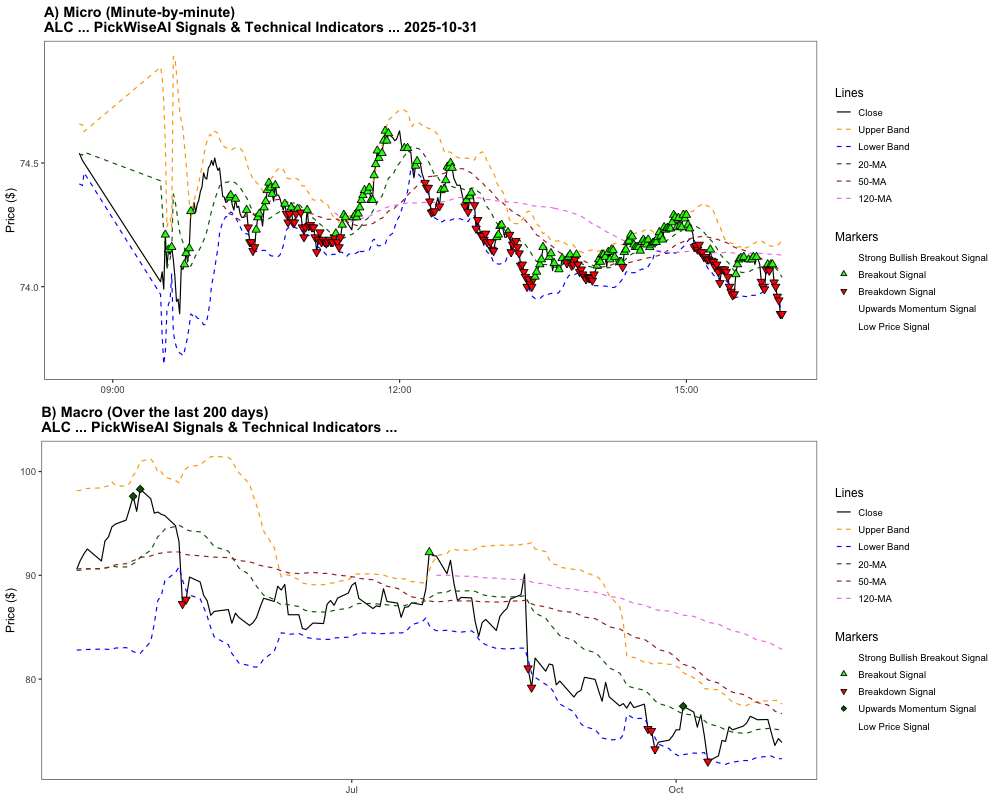 A) Micro (Minute-by-minute)
ALC ... PickWiseAI Signals & Technical Indicators ... 2025-10-31
Price ($)
74.5
74.0
09:00
12:00
15:00
Lines
Close
Upper Band
Lower Band
20-MA
50-MA
120-MA
Markers
Strong Bullish Breakout Signal
Breakout Signal
Breakdown Signal
Upwards Momentum Signal
Low Price Signal
B) Macro (Over the last 200 days)
ALC ... PickWiseAI Signals & Technical Indicators ...
Price ($)
100
90
80
Jul
Oct
Lines
Close
Upper Band
Lower Band
20-MA
50-MA
120-MA
Markers
Strong Bullish Breakout Signal
Breakout Signal
Breakdown Signal
Upwards Momentum Signal
Low Price Signal